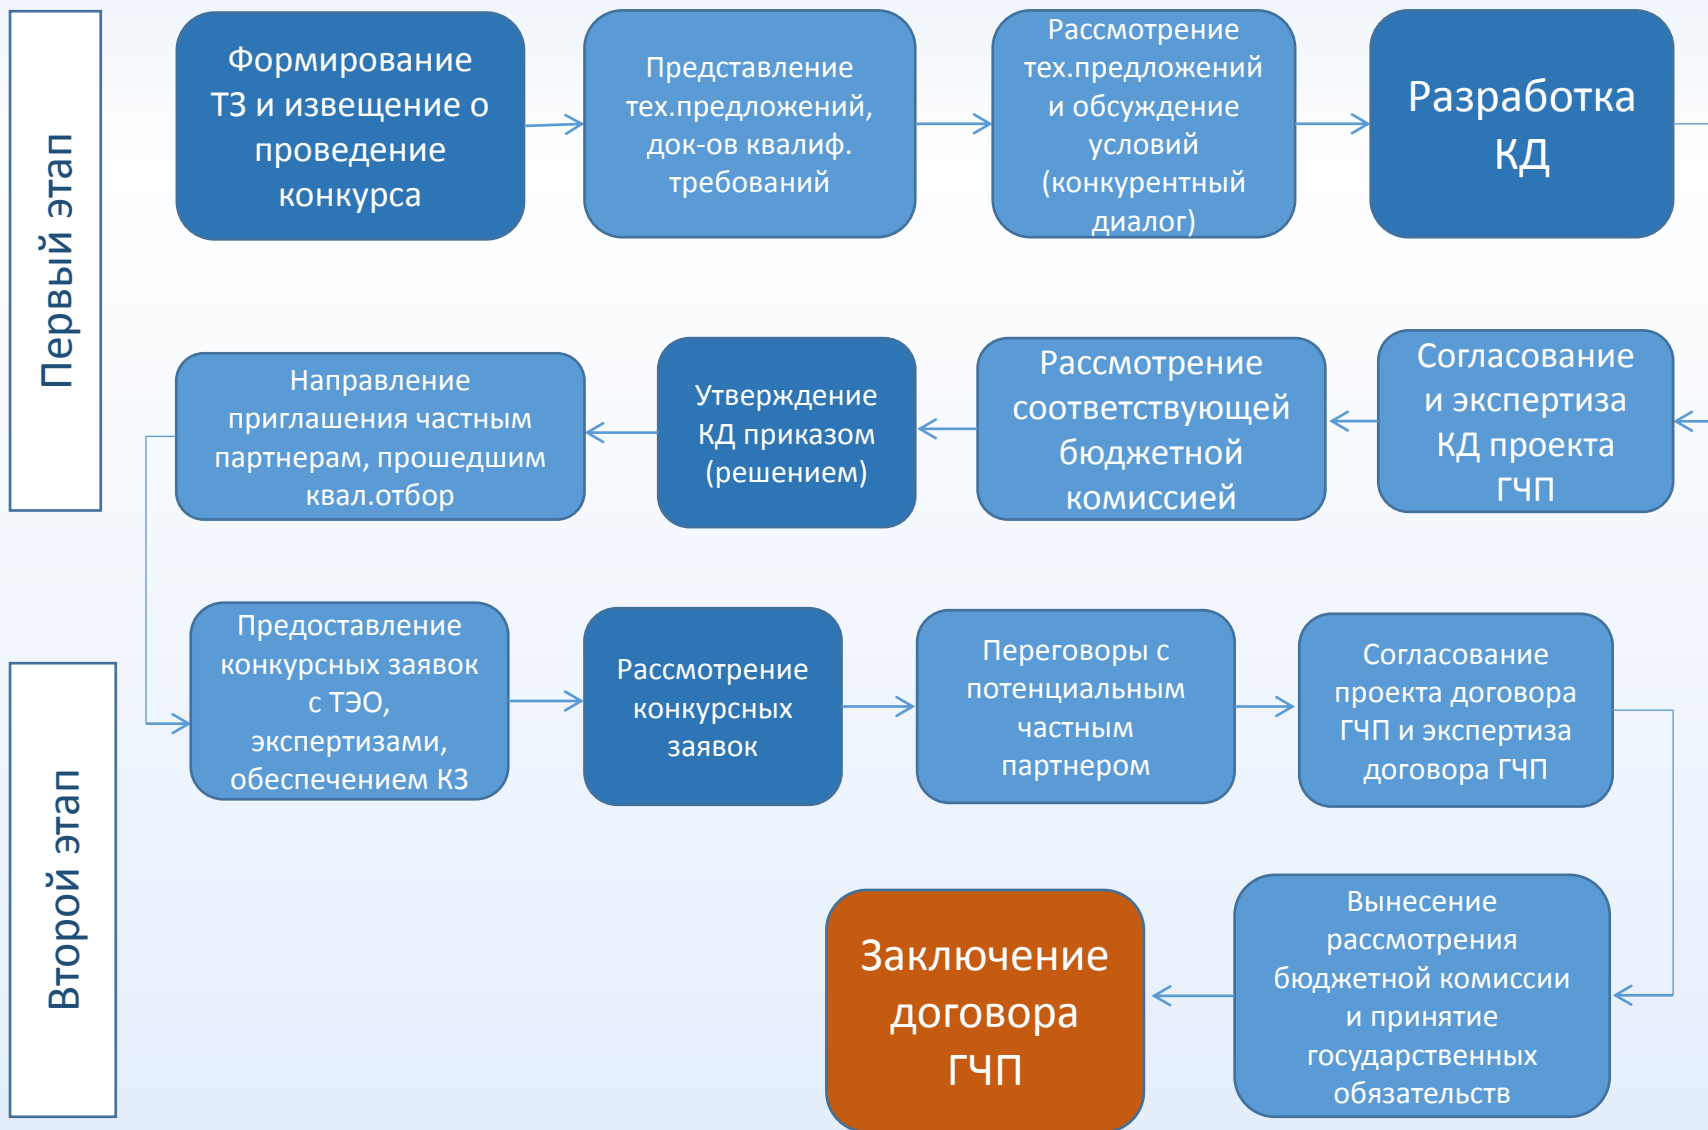 Первый этап
Формирование
ТЗ и извещение о
проведение
конкурса
Представление
тех.предложений,
док-ов квалиф.
требований
Рассмотрение
тех.предложений
и обсуждение
условий
(конкурентный
диалог)
Разработка
КД
Согласование
и экспертиза
КД проекта
ГЧП
Рассмотрение
соответствующей
бюджетной
комиссией
Утверждение
КД приказом
(решением)
Направление
приглашения частным
партнерам, прошедшим
квал.отбор
Второй этап
Предоставление
конкурсных заявок
с ТЭО,
экспертизами,
обеспечением КЗ
Рассмотрение
конкурсных
заявок
Переговоры с
потенциальным
частным
партнером
Согласование
проекта договора
ГЧП и экспертиза
договора ГЧП
Вынесение
рассмотрения
бюджетной комиссии
и принятие
государственных
обязательств
Заключение
договора
ГЧП